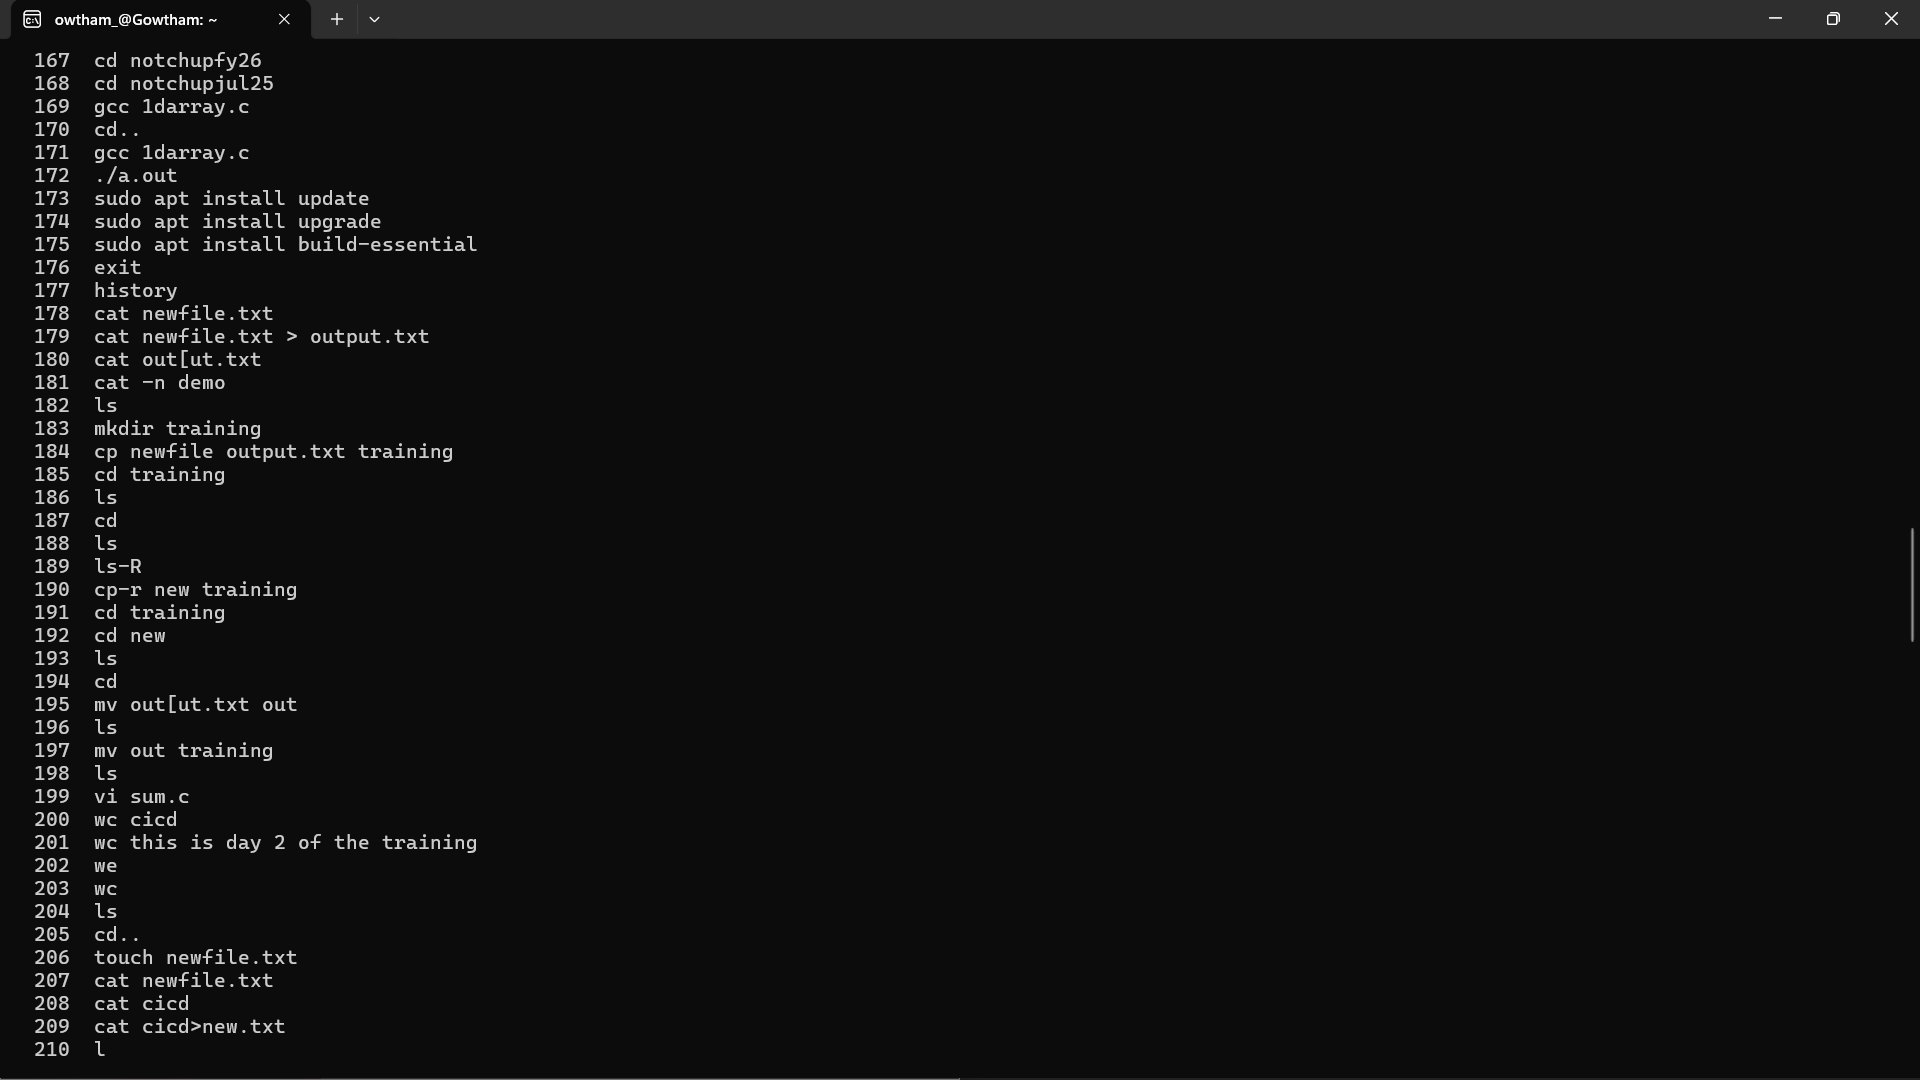 owtham_@Gowtham: ~
167 cd notchupfy26
168 cd notchupjul25
169 gcc 1darray.c
170 cd..
171 gcc 1darray.c
172 ./a.out
173 sudo apt install update
174 sudo apt install upgrade
175 sudo apt install build-essential
176 exit
177 history
178 cat newfile.txt
179 cat newfile.txt > output.txt
180 cat out[ut.txt
181 cat -n demo
182 ls
183 mkdir training
184 cp newfile output.txt training
185 cd training
186 ls
187 cd
188 ls
189 ls-R
190 cp-r new training
191 cd training
192 cd new
193 ls
194 cd
195 mv out[ut.txt out
196 ls
197 mv out training
198 ls
199 vi sum.c
200 wc cicd
201 wc this is day 2 of the training
202 we
203 wc
204 ls
205 cd..
206 touch newfile.txt
207 cat newfile.txt
208 cat cicd
209 cat cicd>new.txt
210 l